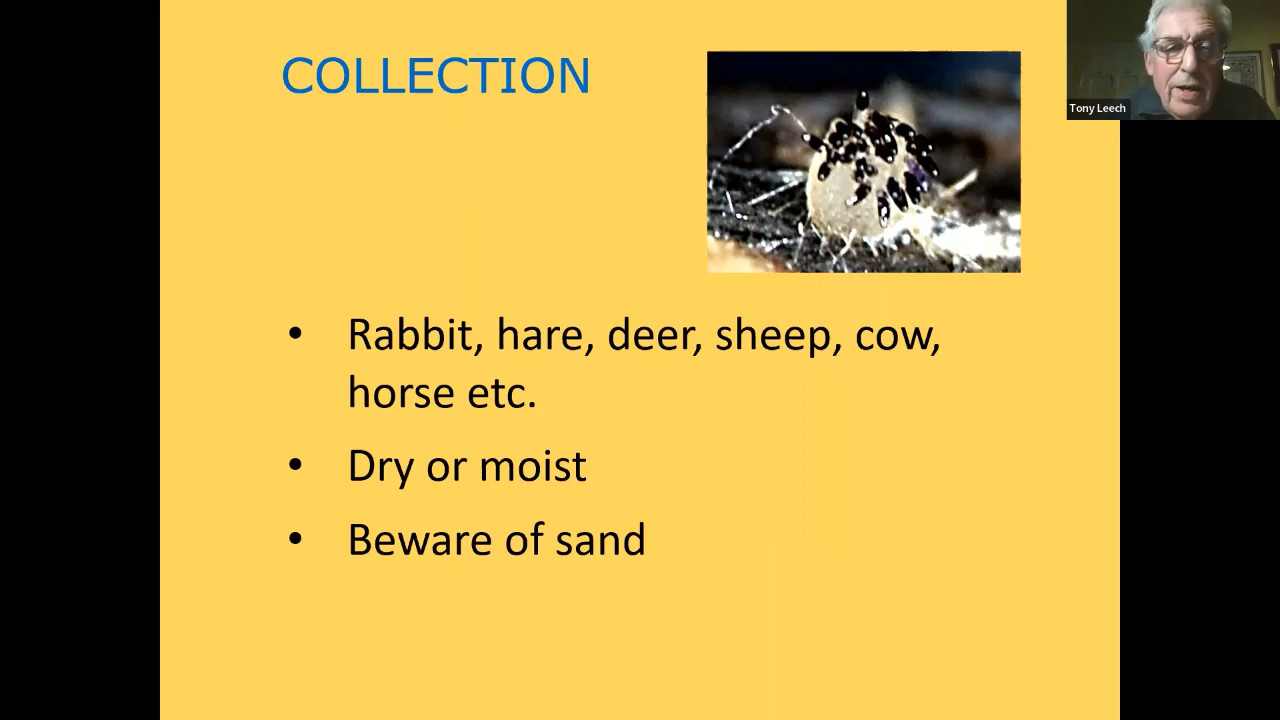 COLLECTION
Tony Leech
• Rabbit, hare, deer, sheep, cow,
horse etc.
• Dry or moist
• Beware of sand